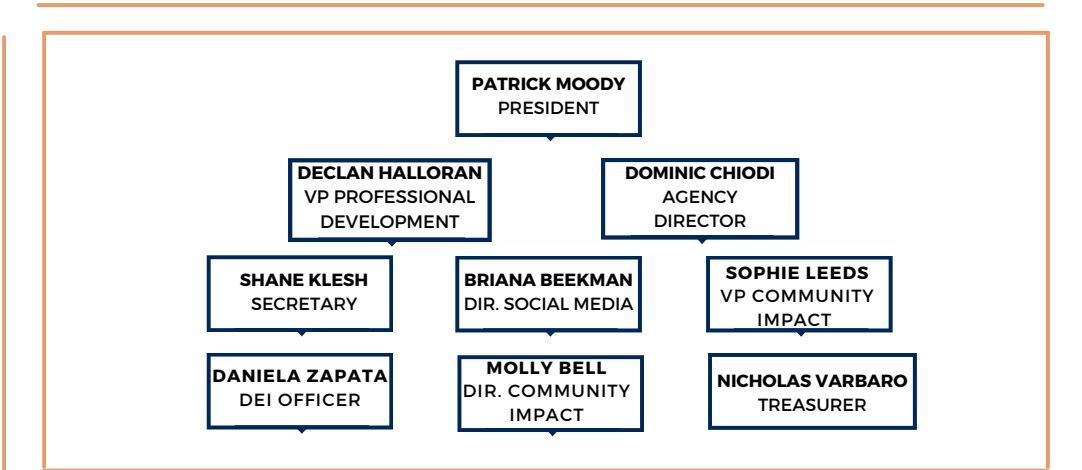 PATRICK MOODY
PRESIDENT
DECLAN HALLORAN
VP PROFESSIONAL
DEVELOPMENT
DOMINIC CHIODI
AGENCY
DIRECTOR
SHANE KLESH
SECRETARY
BRIANA BEEKMAN
DIR. SOCIAL MEDIA
SOPHIE LEEDS
VP COMMUNITY
IMPACT
DANIELA ZAPATA
DEI OFFICER
MOLLY BELL
DIR. COMMUNITY
IMPACT
NICHOLAS VARBARO
TREASURER